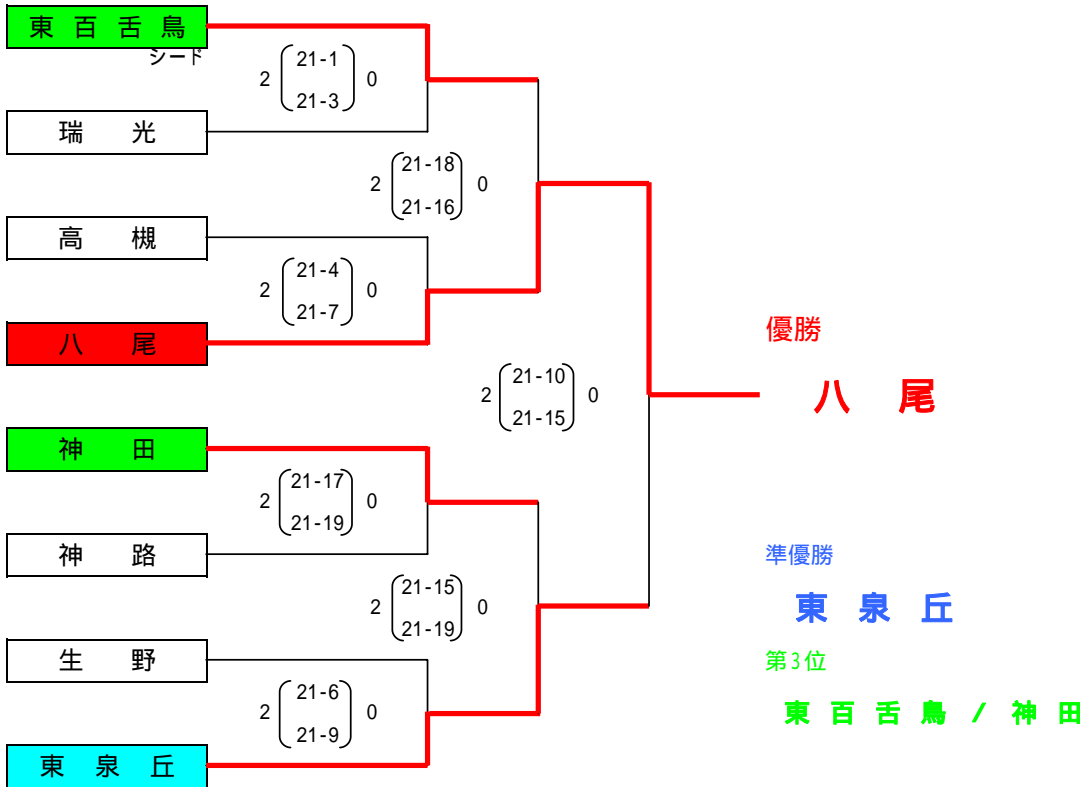 東百舌鳥
シード
2 21-1 0
21-3
瑞光
2 21-18 0
21-16
高槻
2 21-4 0
21-7
八尾
優勝
2 21-10 0
21-15
八尾
神田
2 21-17 0
21-19
神路
準優勝
2 21-15 0
21-19
東泉丘
生野
第3位
2 21-6 0
21-9
東百舌鳥/神田
東泉丘